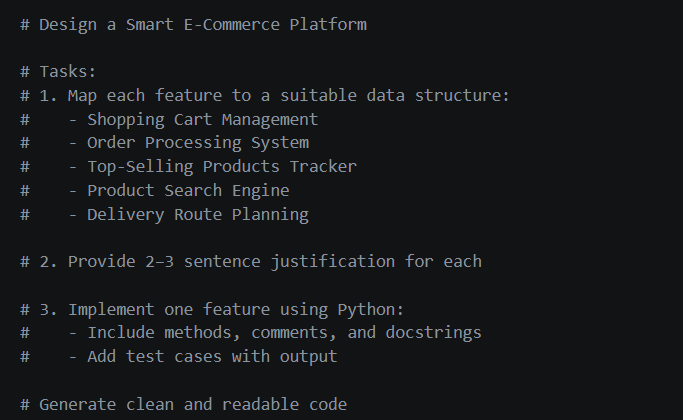 # Design a Smart E-Commerce Platform
# Tasks:
# 1. Map each feature to a suitable data structure:
#    - Shopping Cart Management
#    - Order Processing System
#    - Top-Selling Products Tracker
#    - Product Search Engine
#    - Delivery Route Planning
# 2. Provide 2–3 sentence justification for each
# 3. Implement one feature using Python:
#    - Include methods, comments, and docstrings
#    - Add test cases with output
# Generate clean and readable code